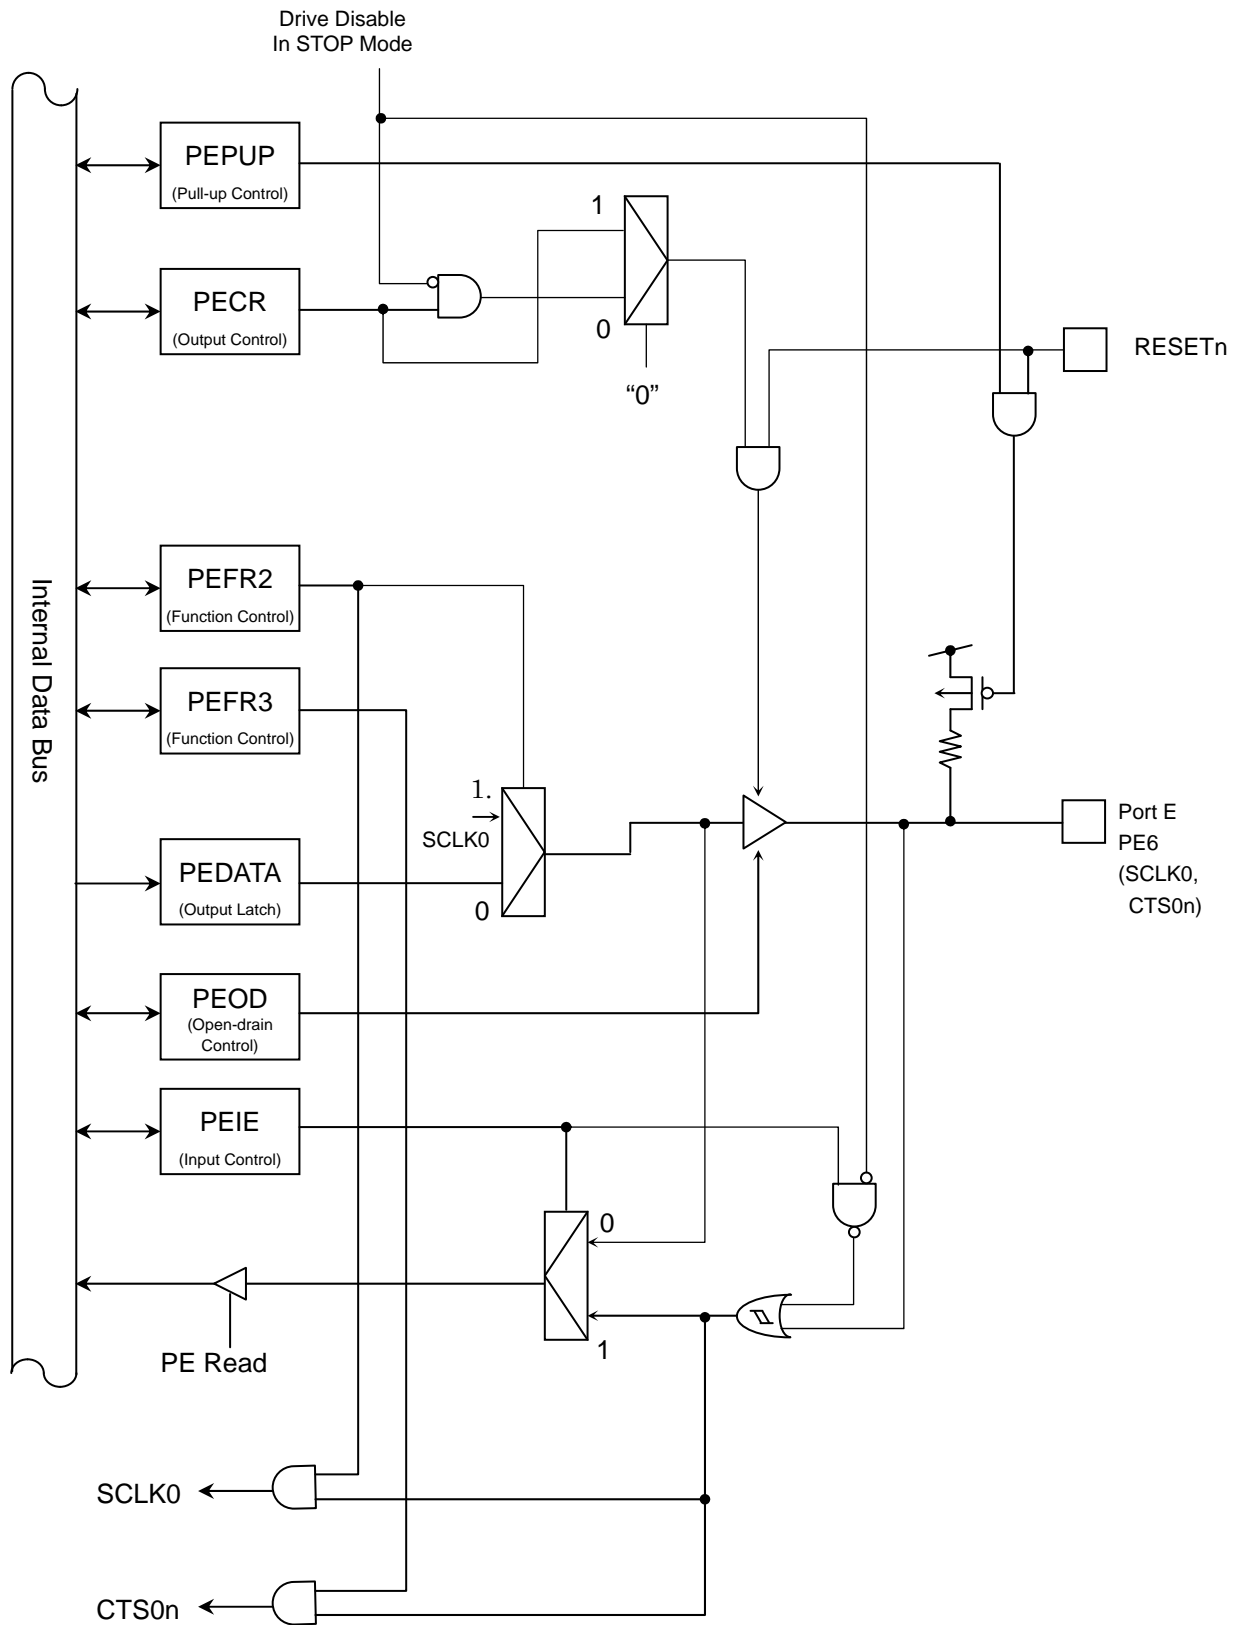 Drive Disable
In STOP Mode
PEPUP
(Pull-up Control)
1
PECR
(Output Control)
0
“0”
RESETn
Internal Data Bus
PEFR2
(Function Control)
PEFR3
(Function Control)
1.
SCLK0
PEDATA
(Output Latch)
0
Port E
PE6
(SCLK0,
CTS0n)
PEOD
(Open-drain
Control)
PEIE
(Input Control)
0
1
PE Read
SCLK0
CTS0n